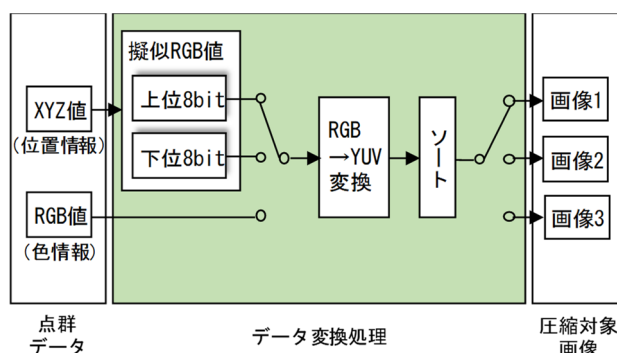 擬似RGB値
XYZ値
(位置情報)
上位8bit
下位8bit
RGB値
(色情報)
RGB
→YUV
変換
ソート
画像1
画像2
画像3
点群
データ
データ変換処理
圧縮対象
画像